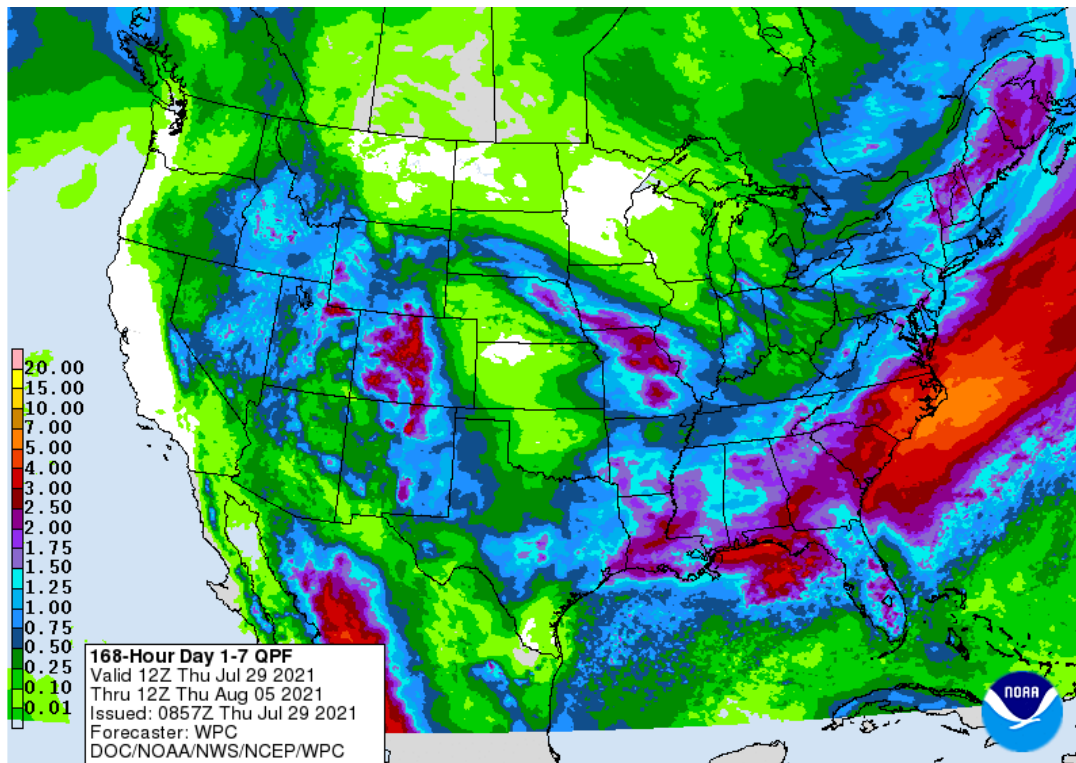 20.00
15.00
10.00
7.00
5.00
4.00
3.00
2.50
2.00
1.75
1.50
1.25
1.00
0.75
0.50
0.25
0.10
0.01
168-Hour Day 1-7 QPF
Valid 12Z Thu Jul 29 2021
Thru 12Z Thu Aug 05 2021
Issued: 0857Z Thu Jul 29 2021
Forecaster: WPC
DOC/NOAA/NWS/NCEP/WPC
NOAA